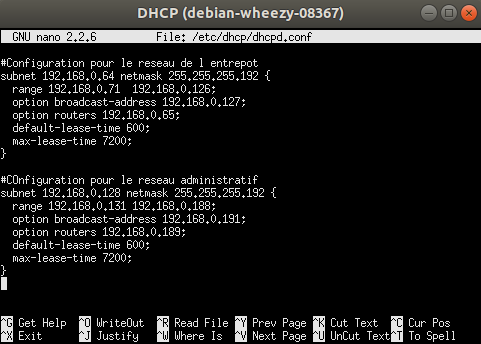 DHCP (debian-wheezy-08367)
GNU nano 2.2.6 File: /etc/dhcp/dhcpd.conf
#Configuration pour le reseau de l entrepot
subnet 192.168.0.64 netmask 255.255.255.192 {
range 192.168.0.71 192.168.0.126;
option broadcast-address 192.168.0.127;
option routers 192.168.0.65;
default-lease-time 600;
max-lease-time 7200;
}
#COnfiguration pour le reseau administratif
subnet 192.168.0.128 netmask 255.255.255.192 {
range 192.168.0.131 192.168.0.188;
option broadcast-address 192.168.0.191;
option routers 192.168.0.189;
default-lease-time 600;
max-lease-time 7200;
}
^G Get Help ^O WriteOut ^R Read File ^Y Prev Page ^K Cut Text ^C Cur Pos
^X Exit ^J Justify ^W Where Is ^V Next Page ^U UnCut Text ^T To Spell